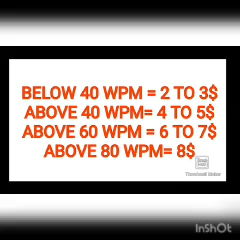 BELOW 40 WPM = 2 TO 3$
ABOVE 40 WPM= 4 TO 5$
ABOVE 60 WPM = 6 TO 7$
ABOVE 80 WPM= 8$
Thumbnail Maker
InShOt